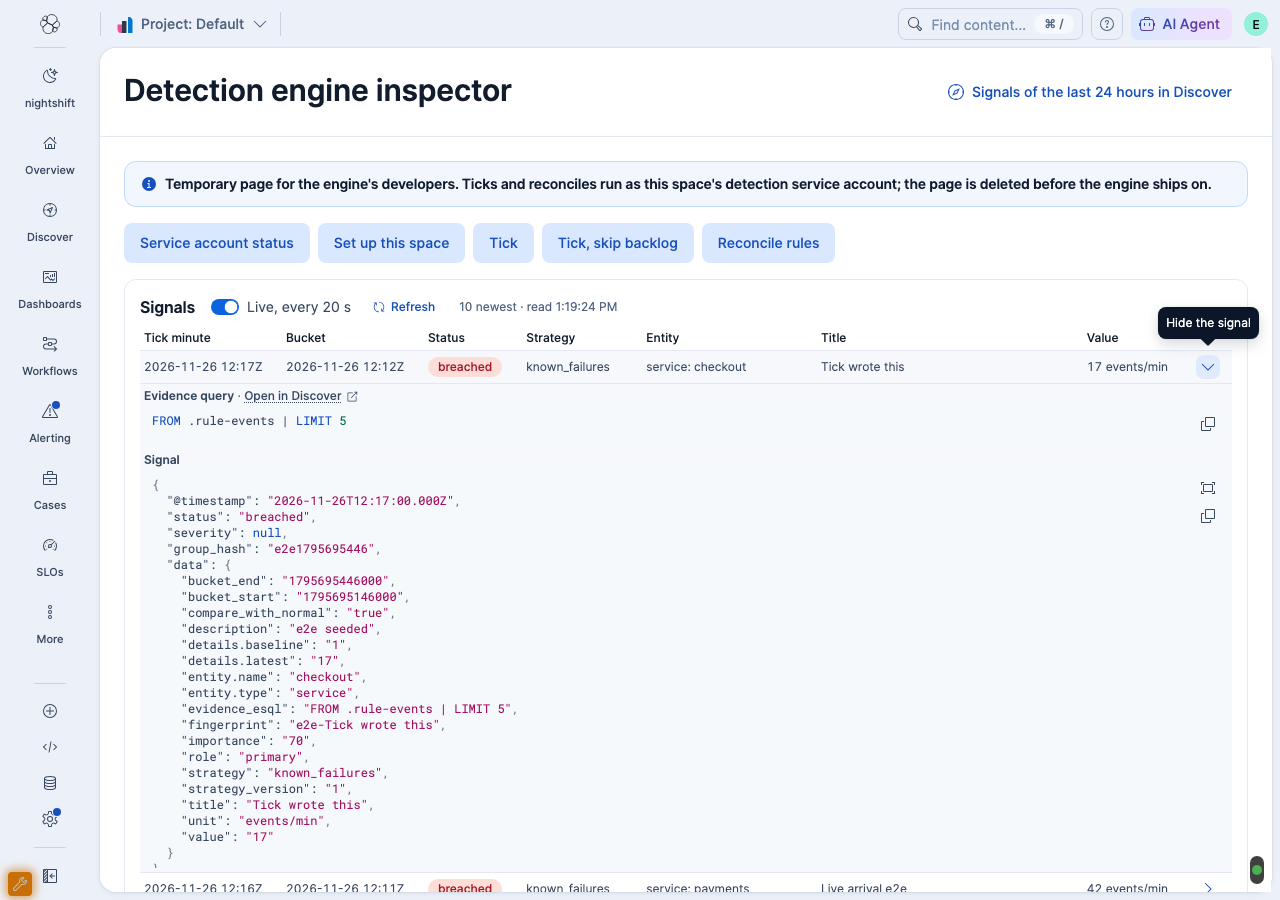 Project: Default
Find content... ⌘ /
AI Agent
E
nightshift
Overview
Discover
Dashboards
Workflows
Alerting
Cases
SLOs
More
Detection engine inspector
Signals of the last 24 hours in Discover
Temporary page for the engine's developers. Ticks and reconciles run as this space's detection service account; the page is deleted before the engine ships on.
Service account status
Set up this space
Tick
Tick, skip backlog
Reconcile rules
Signals Live, every 20 s Refresh 10 newest · read 1:19:24 PM
Hide the signal
Tick minute Bucket Status Strategy Entity Title Value
2026-11-26 12:17Z 2026-11-26 12:12Z breached known_failures service: checkout Tick wrote this 17 events/min
Evidence query · Open in Discover
FROM .rule-events | LIMIT 5
Signal
{
"@timestamp": "2026-11-26T12:17:00.000Z",
"status": "breached",
"severity": null,
"group_hash": "e2e1795695446",
"data": {
"bucket_end": "1795695446000",
"bucket_start": "1795695146000",
"compare_with_normal": "true",
"description": "e2e seeded",
"details.baseline": "1",
"details.latest": "17",
"entity.name": "checkout",
"entity.type": "service",
"evidence_esql": "FROM .rule-events | LIMIT 5",
"fingerprint": "e2e-Tick wrote this",
"importance": "70",
"role": "primary",
"strategy": "known_failures",
"strategy_version": "1",
"title": "Tick wrote this",
"unit": "events/min",
"value": "17"
}
}
2026-11-26 12:16Z 2026-11-26 12:11Z breached known_failures service: payments Live arrival e2e 42 events/min